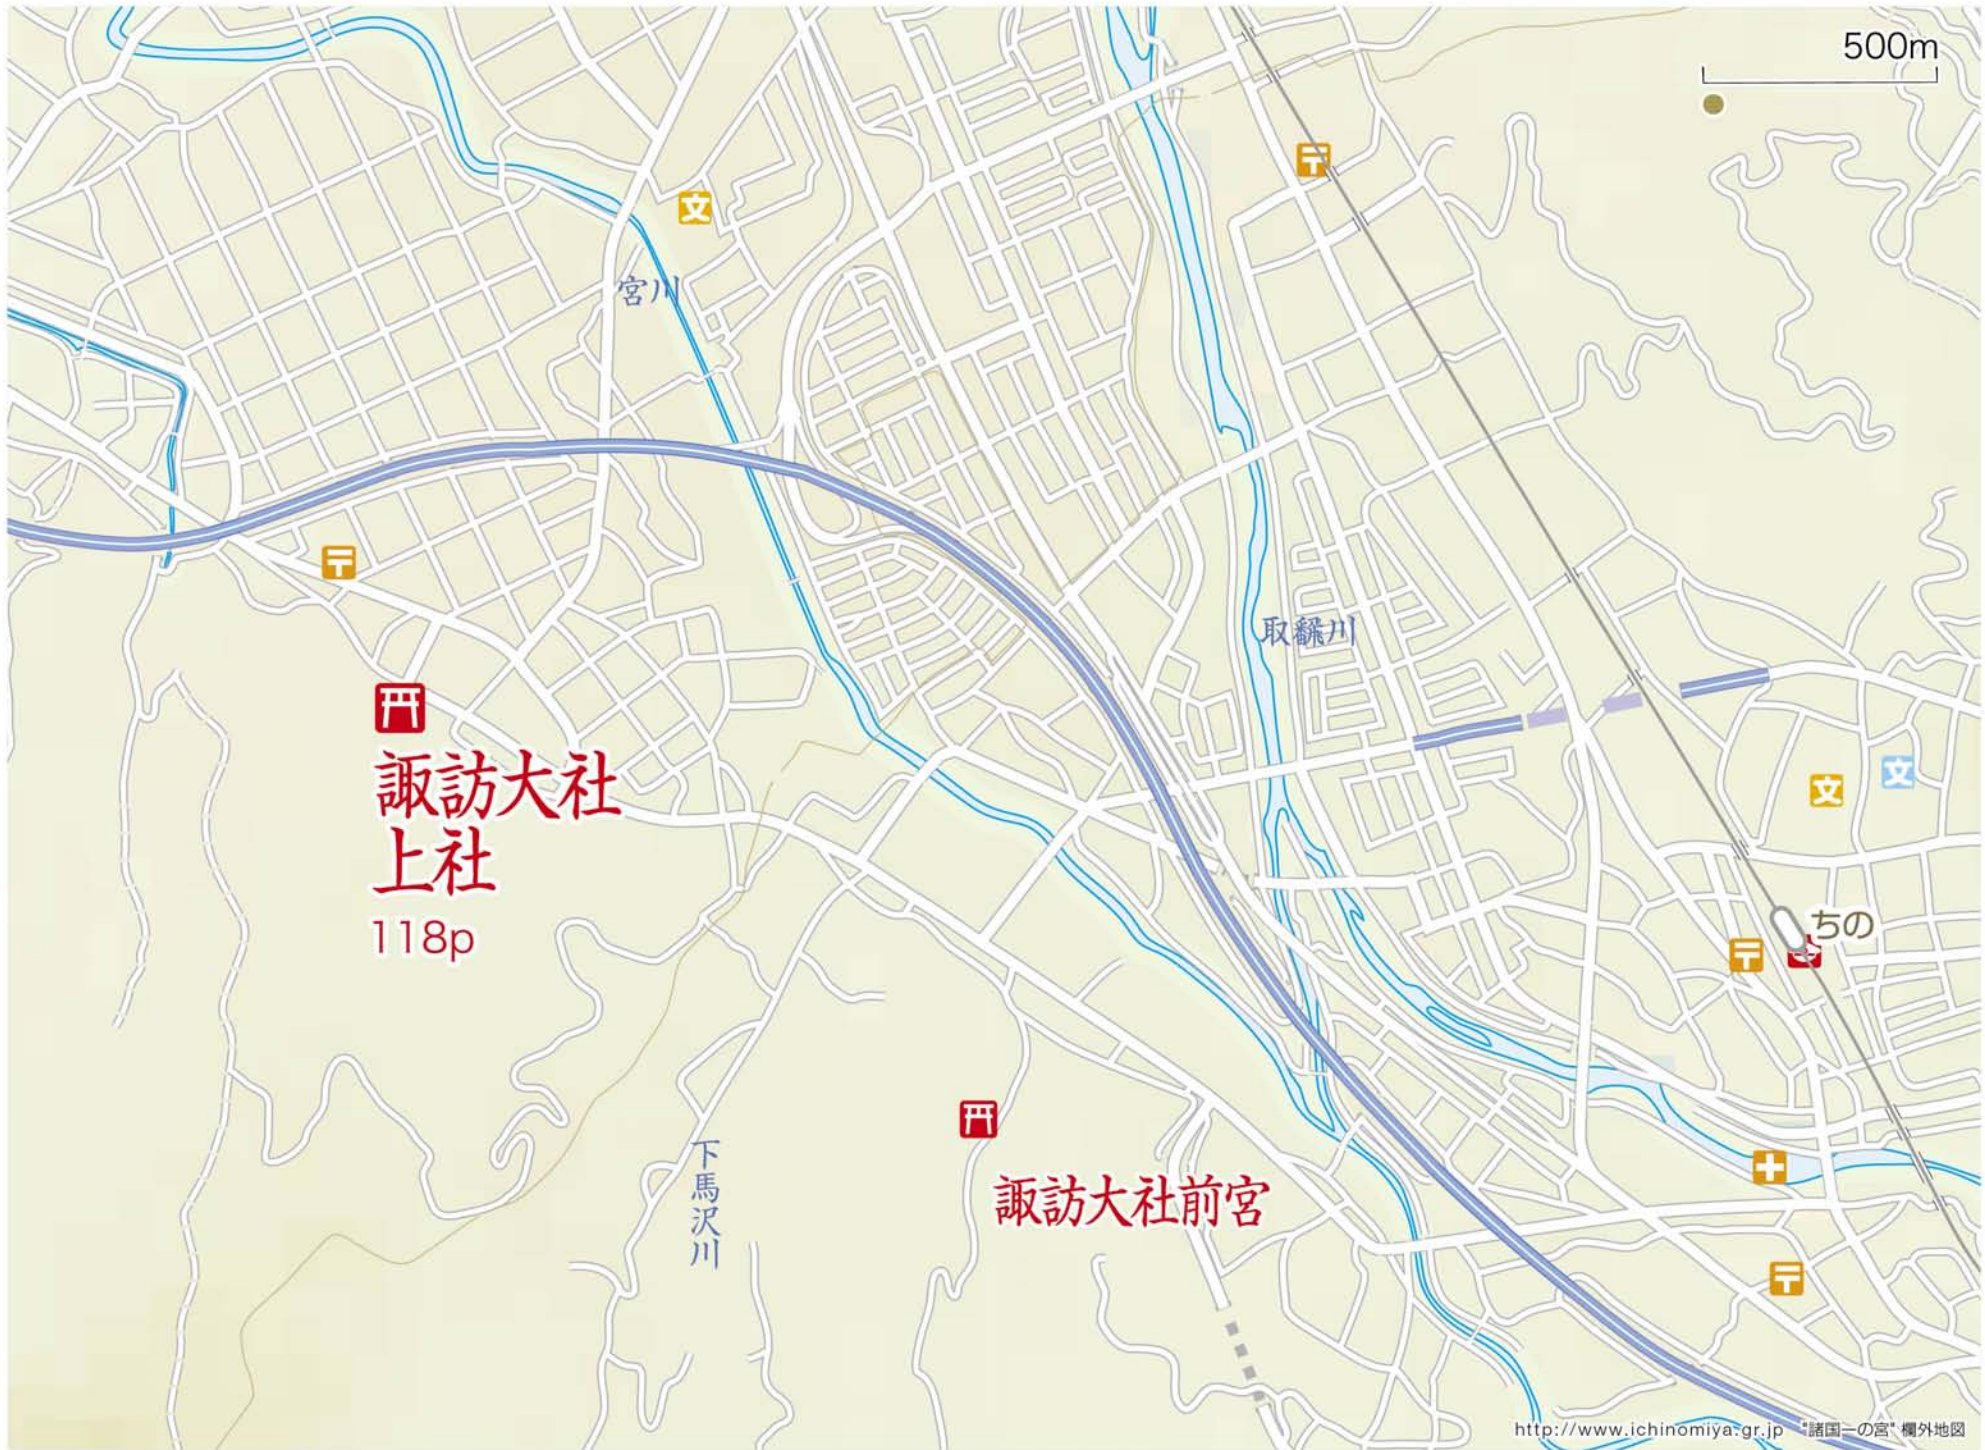 500m
宮川
取飜川
諏訪大社
上社
118p
ちの
下馬沢川
諏訪大社前宮
http://www.ichinomiya.gr.jp "諸国一の宮" 欄外地図